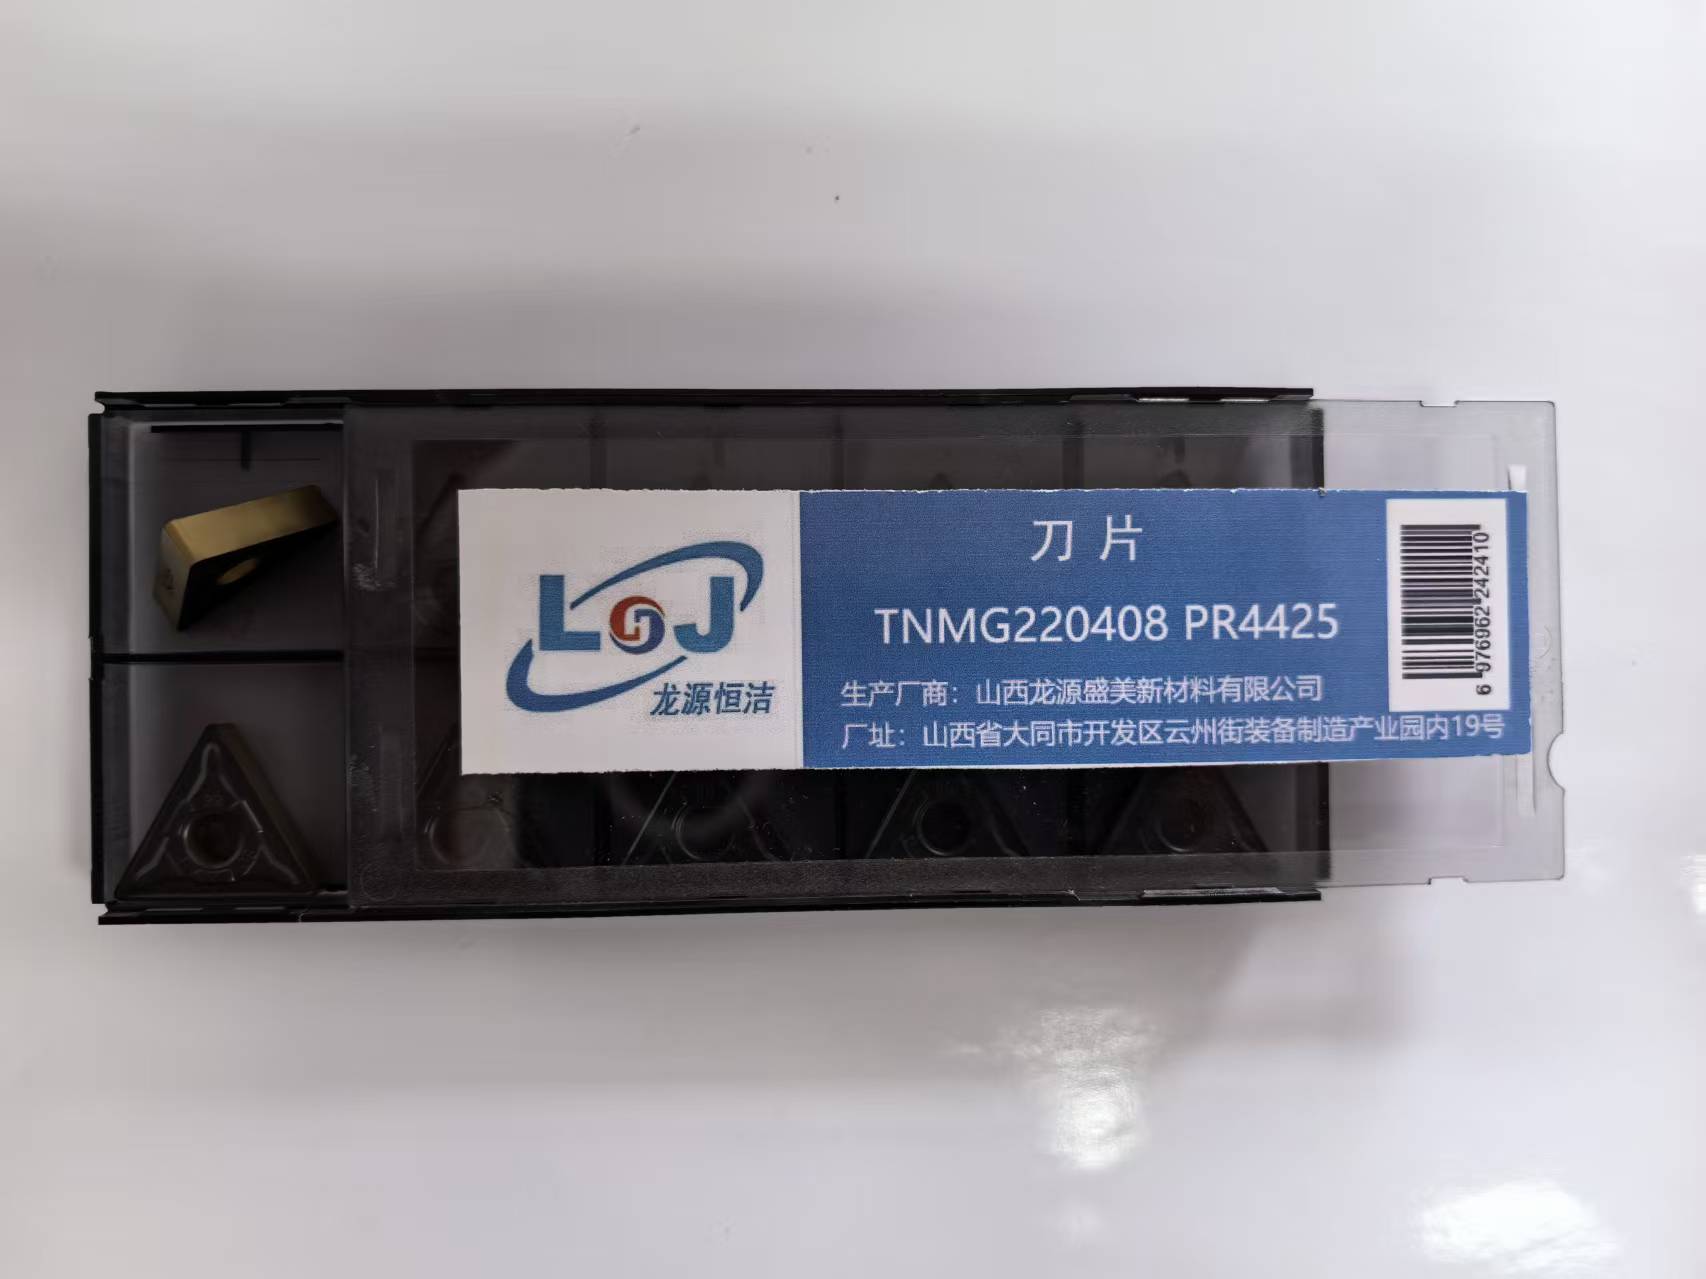 LJ
龙源恒洁
刀片
TNMG220408 PR4425
生产厂商：山西龙源盛美新材料有限公司
厂址：山西省大同市开发区云州街装备制造产业园内19号
6 976962 242410